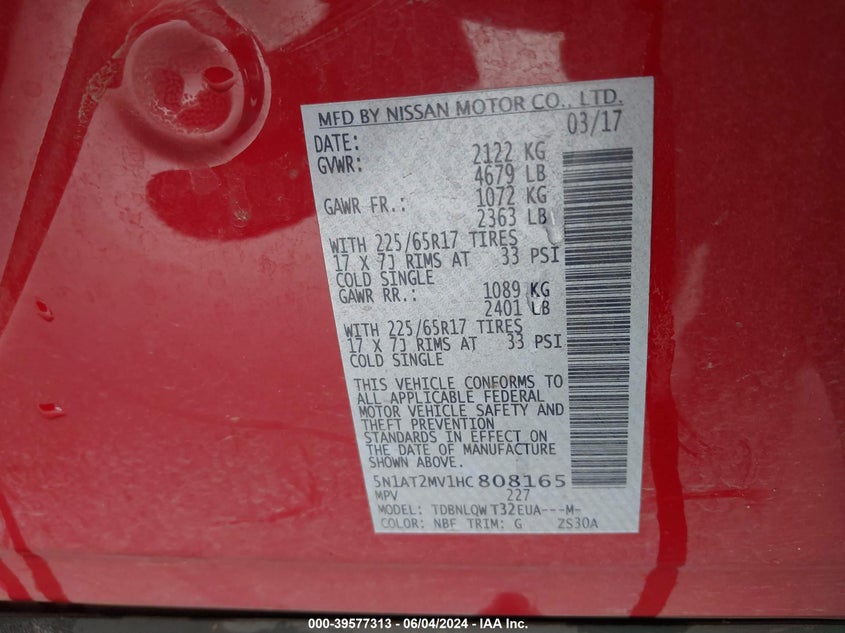 MFD BY NISSAN MOTOR CO., LTD.
DATE: 03/17
GVWR: 2122 KG
4679 LB
GAWR FR.: 1072 KG
2363 LB
WITH 225/65R17 TIRES
17 X 7J RIMS AT 33 PSI
COLD SINGLE
GAWR RR.: 1089 KG
2401 LB
WITH 225/65R17 TIRES
17 X 7J RIMS AT 33 PSI
COLD SINGLE
THIS VEHICLE CONFORMS TO
ALL APPLICABLE FEDERAL
MOTOR VEHICLE SAFETY AND
THEFT PREVENTION
STANDARDS IN EFFECT ON
THE DATE OF MANUFACTURE
SHOWN ABOVE.
5N1AT2MV1HC808165
MPV 227
MODEL: TDBNLQWT32EUA---M-
COLOR: NBF TRIM: G ZS30A
000-39577313 - 06/04/2024 - IAA Inc.